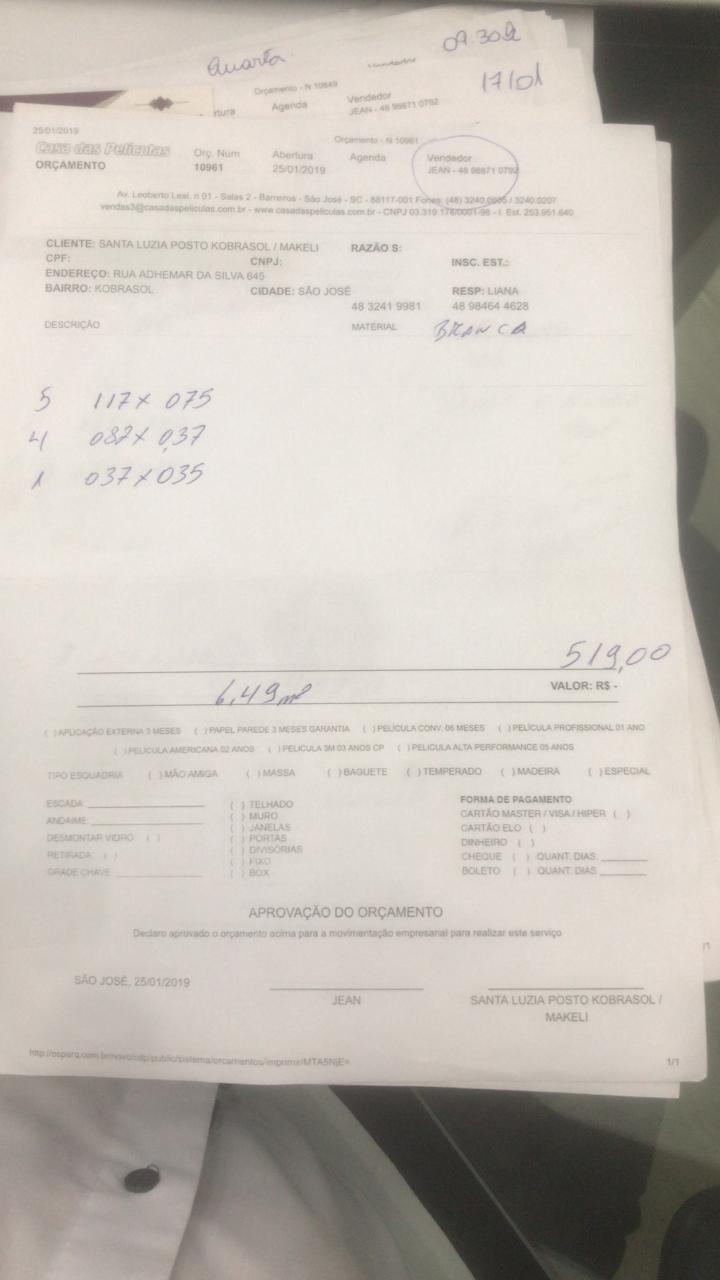 Quarta
09:30h
17/01
Orçamento - N 10849
Agenda
Vendedor
JEAN - 48 98871 0792
25/01/2019
Orçamento - N 10961
Casa das Películas
ORÇAMENTO
Orç. Num
10961
Abertura
25/01/2019
Agenda
Vendedor
JEAN - 48 98871 0792
Av. Leoberto Leal, n 01 - Salas 2 - Barreiros - São José - SC - 88117-001 Fones: (48) 3240.0665 / 3240.0207
vendas3@casadaspeliculas.com.br - www.casadaspeliculas.com.br - CNPJ 03.319.178/0001-98 - I. Est. 253.951.640
CLIENTE: SANTA LUZIA POSTO KOBRASOL / MAKELI RAZÃO S:
CPF: CNPJ: INSC. EST.:
ENDEREÇO: RUA ADHEMAR DA SILVA 645
BAIRRO: KOBRASOL CIDADE: SÃO JOSÉ RESP: LIANA
48 3241 9981 48 98464 4628
DESCRIÇÃO MATERIAL BRANCA
5 117 x 075
4 087 x 0,37
1 037 x 035
519,00
VALOR: R$ -
6,49 m²
( ) APLICAÇÃO EXTERNA 3 MESES ( ) PAPEL PAREDE 3 MESES GARANTIA ( ) PELÍCULA CONV. 06 MESES ( ) PELÍCULA PROFISSIONAL 01 ANO
( ) PELICULA AMERICANA 02 ANOS ( ) PELICULA 3M 03 ANOS CP ( ) PELICULA ALTA PERFORMANCE 05 ANOS
TIPO ESQUADRIA ( ) MÃO AMIGA ( ) MASSA ( ) BAGUETE ( ) TEMPERADO ( ) MADEIRA ( ) ESPECIAL
ESCADA:
ANDAIME:
DESMONTAR VIDRO ( )
RETIRADA: ( )
GRADE CHAVE:
( ) TELHADO
( ) MURO
( ) JANELAS
( ) PORTAS
( ) DIVISÓRIAS
( ) FIXO
( ) BOX
FORMA DE PAGAMENTO
CARTÃO MASTER / VISA / HIPER ( )
CARTÃO ELO ( )
DINHEIRO ( )
CHEQUE ( ) QUANT. DIAS:
BOLETO ( ) QUANT. DIAS
APROVAÇÃO DO ORÇAMENTO
Declaro aprovado o orçamento acima para a movimentação empresarial para realizar este serviço
SÃO JOSÉ, 25/01/2019
JEAN
SANTA LUZIA POSTO KOBRASOL /
MAKELI
1/1